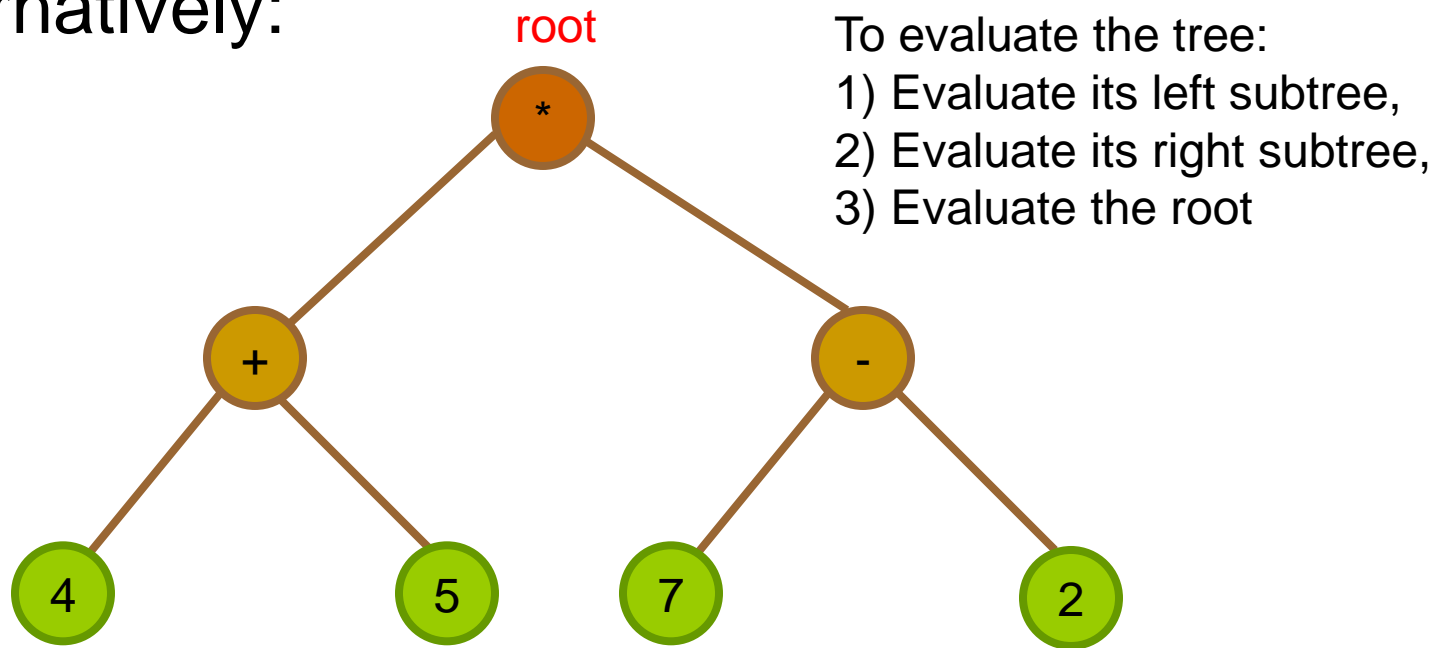 root
To evaluate the tree:
1) Evaluate its left subtree,
2) Evaluate its right subtree,
3) Evaluate the root
*
+
-
4
5
7
2